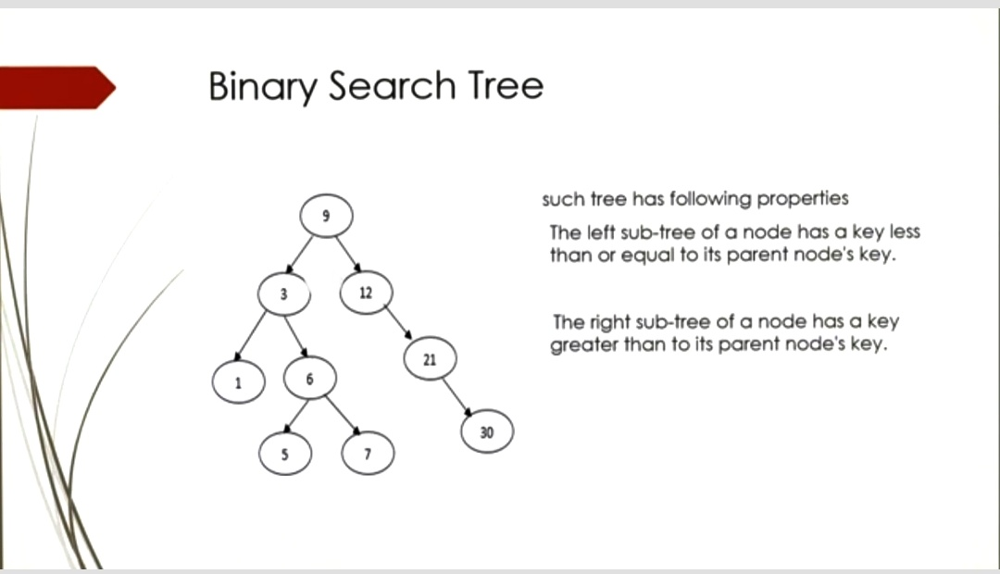 Binary Search Tree
such tree has following properties
The left sub-tree of a node has a key less
than or equal to its parent node's key.
The right sub-tree of a node has a key
greater than to its parent node's key.
9
3
12
1
6
21
5
7
30